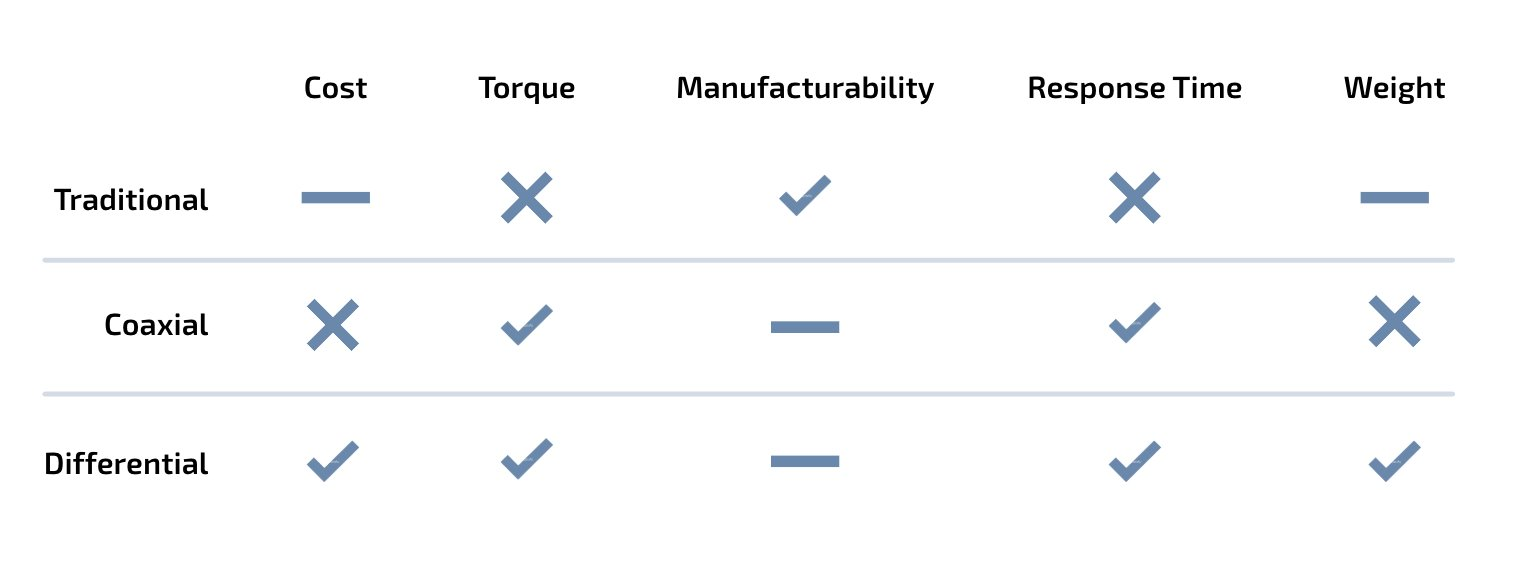 Cost Torque Manufacturability Response Time Weight
Traditional
Coaxial
Differential